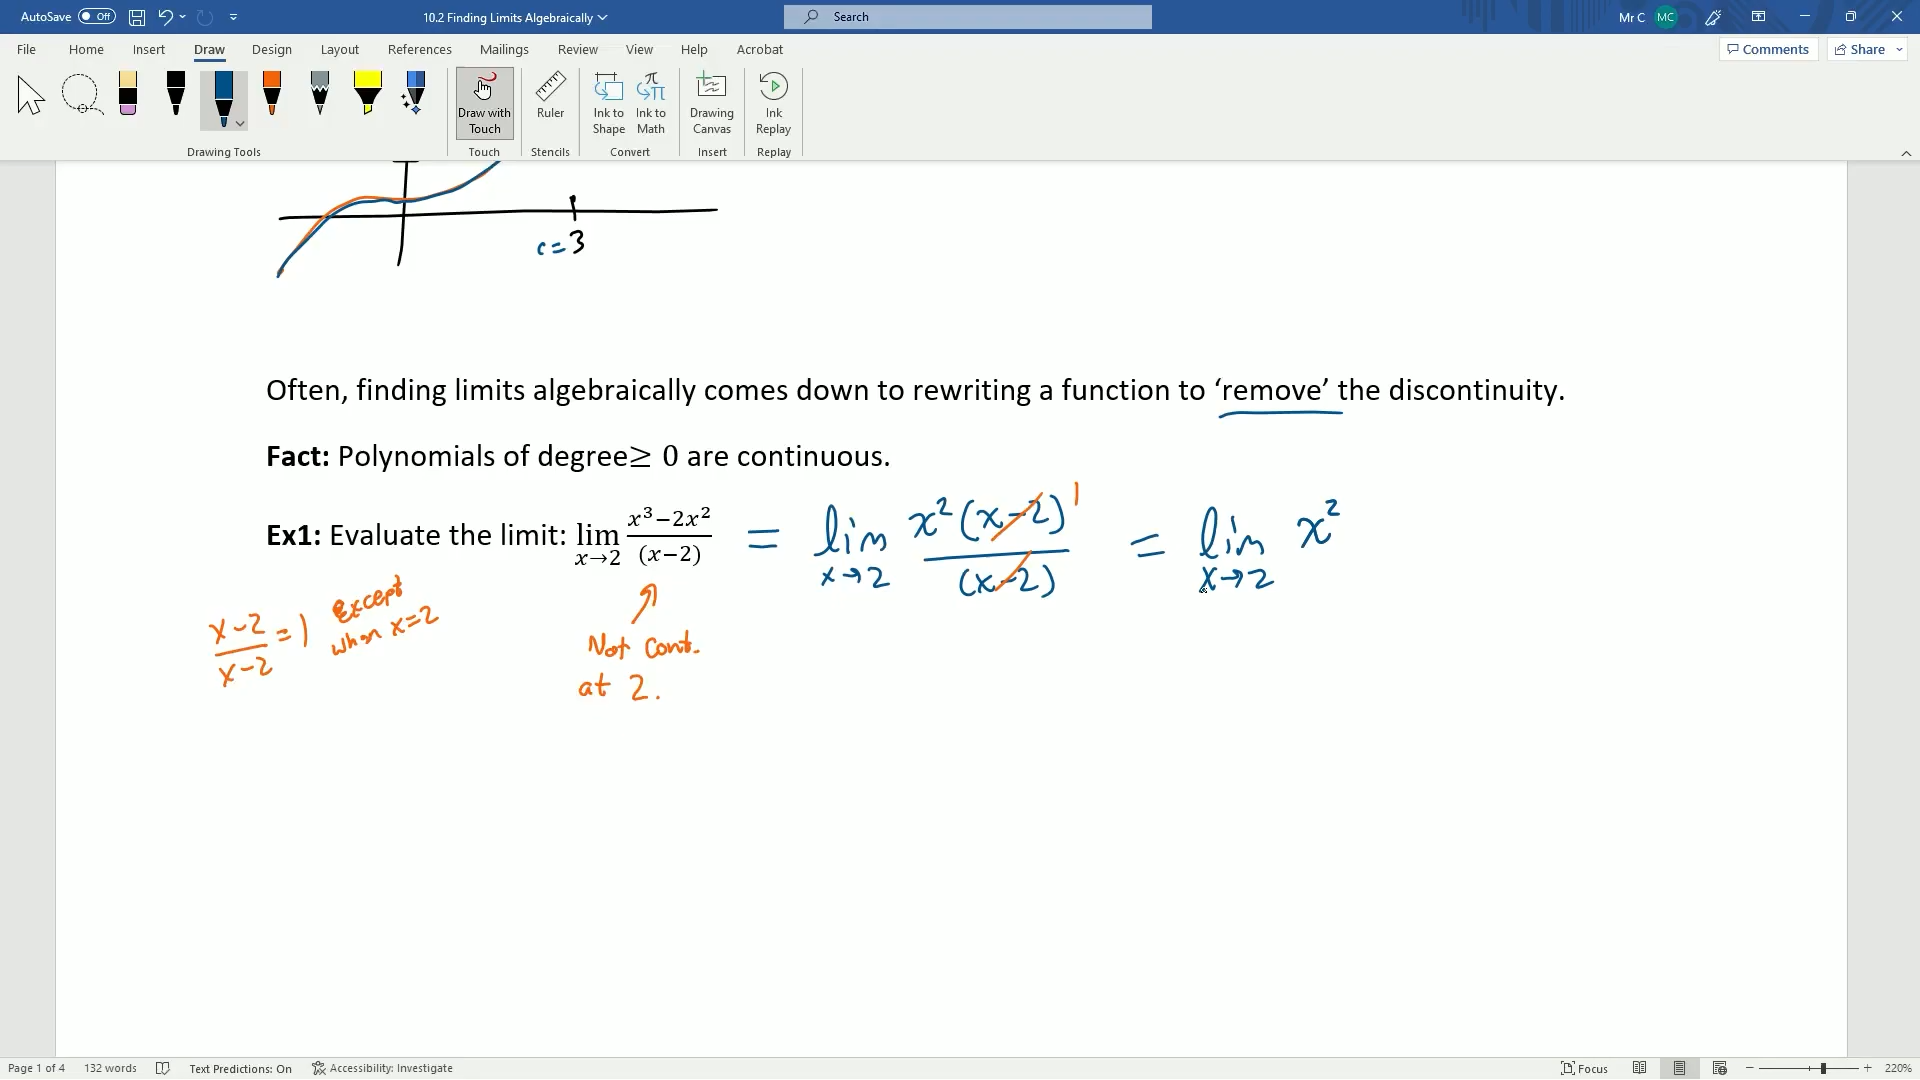 AutoSave Off
10.2 Finding Limits Algebraically
Search
Mr C MC
File Home Insert Draw Design Layout References Mailings Review View Help Acrobat
Comments Share
Draw with Touch
Ruler
Ink to Shape
Ink to Math
Drawing Canvas
Ink Replay
Drawing Tools Touch Stencils Convert Insert Replay
c = 3
Often, finding limits algebraically comes down to rewriting a function to ‘remove’ the discontinuity.
Fact: Polynomials of degree≥ 0 are continuous.
Ex1: Evaluate the limit: lim x→2 (x³−2x²)/(x−2) = lim x→2 x²(x−2)/(x−2) 1 = lim x→2 x²
(x−2)/(x−2) = 1 Except when x=2
Not Cont.
at 2.
Page 1 of 4 132 words Text Predictions: On Accessibility: Investigate Focus 220%